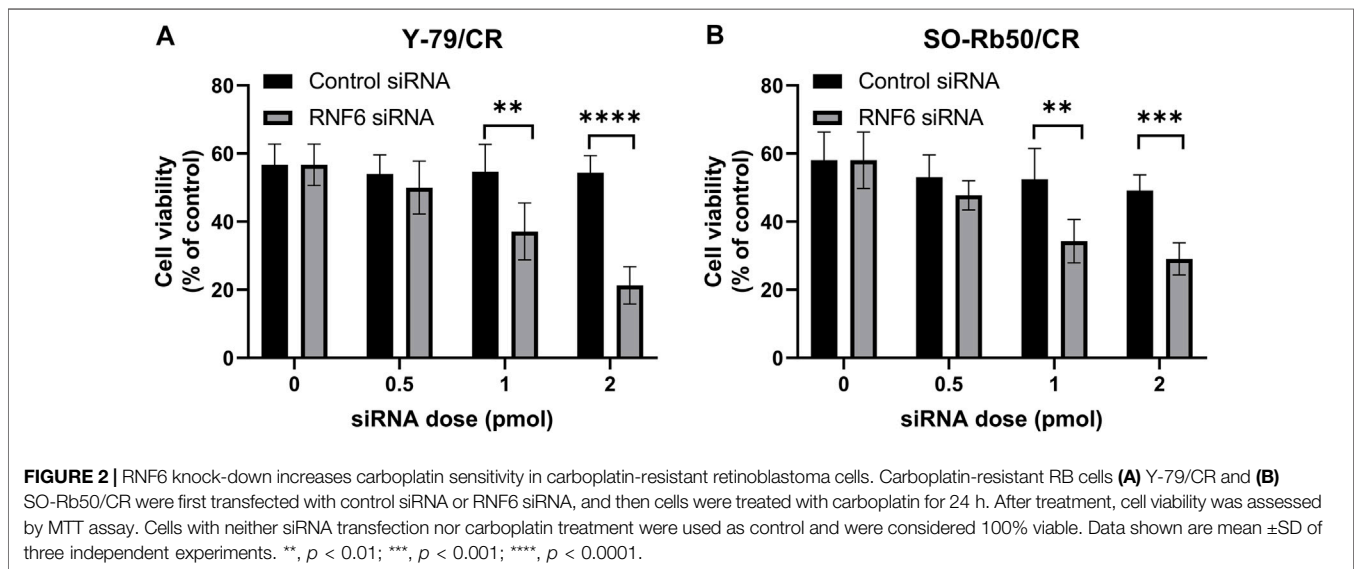 A
Y-79/CR
Control siRNA
RNF6 siRNA
**
****
80
60
40
20
0
Cell viability
(% of control)
0 0.5 1 2
siRNA dose (pmol)
B
SO-Rb50/CR
Control siRNA
RNF6 siRNA
**
***
80
60
40
20
0
Cell viability
(% of control)
0 0.5 1 2
siRNA dose (pmol)
FIGURE 2 | RNF6 knock-down increases carboplatin sensitivity in carboplatin-resistant retinoblastoma cells. Carboplatin-resistant RB cells (A) Y-79/CR and (B)
SO-Rb50/CR were first transfected with control siRNA or RNF6 siRNA, and then cells were treated with carboplatin for 24 h. After treatment, cell viability was assessed
by MTT assay. Cells with neither siRNA transfection nor carboplatin treatment were used as control and were considered 100% viable. Data shown are mean ±SD of
three independent experiments. **, p < 0.01; ***, p < 0.001; ****, p < 0.0001.